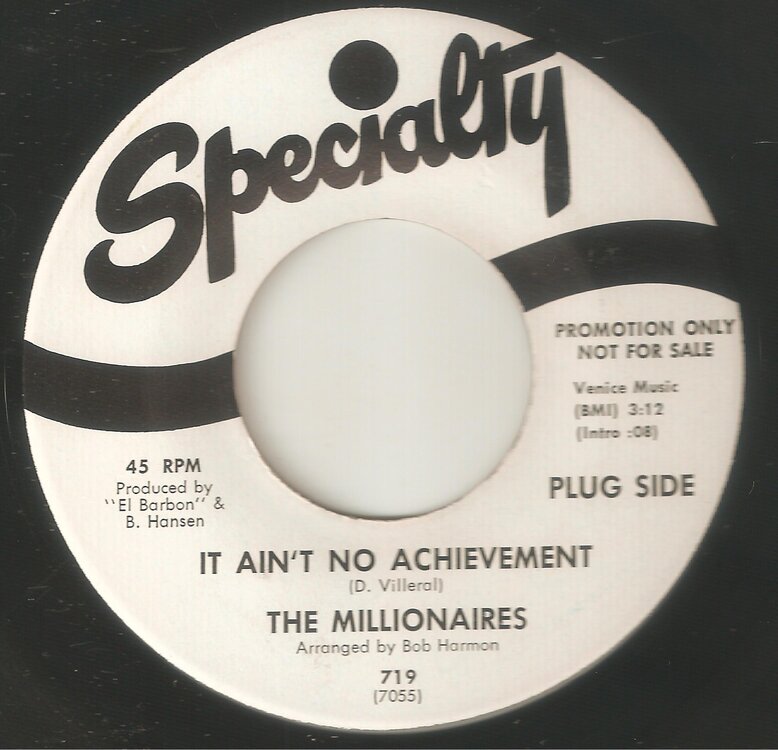 Specialty
PROMOTION ONLY
NOT FOR SALE
Venice Music
(BMI) 3:12
(Intro :08)
PLUG SIDE
45 RPM
Produced by
"El Barbon" &
B. Hansen
IT AIN'T NO ACHIEVEMENT
(D. Villeral)
THE MILLIONAIRES
Arranged by Bob Harmon
719
(7055)